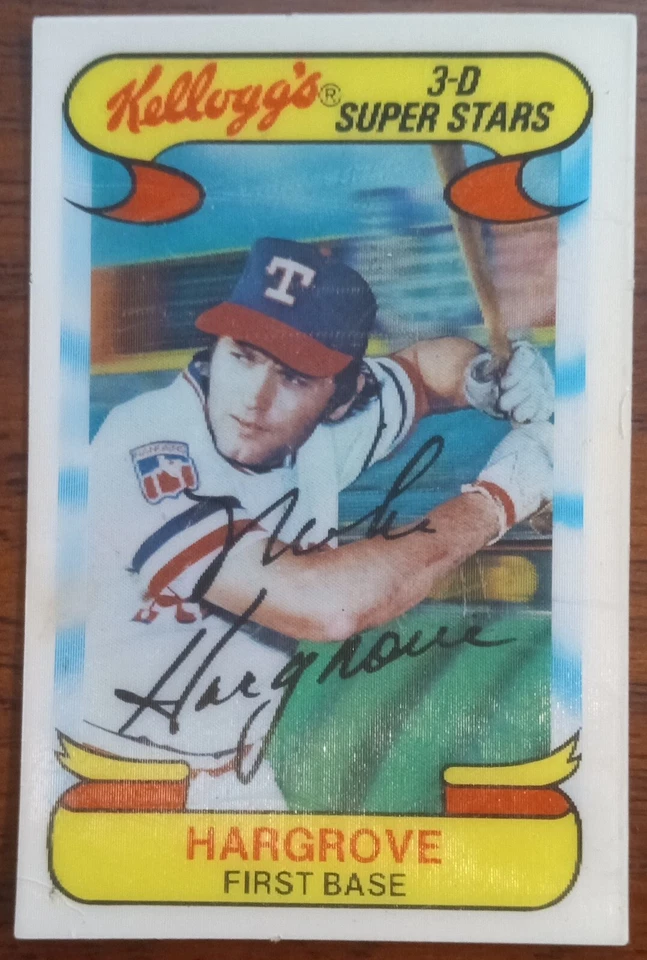 Kellogg's®
3-D
SUPER STARS
T
Mike
Hargrove
HARGROVE
FIRST BASE